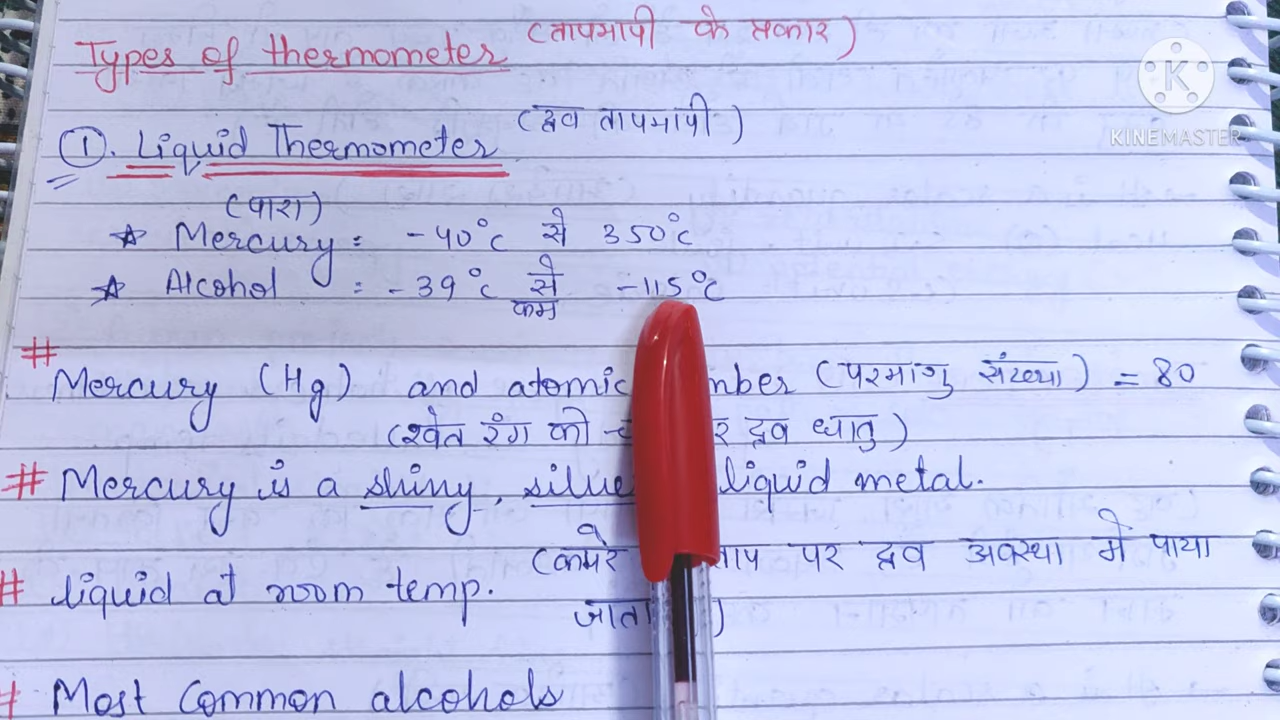 Types of thermometer (तापमापी के प्रकार)
K
KINEMASTER
①. Liquid Thermometer (द्रव तापमापी)
(पारा)
☆ Mercury = -40°c से 350°c
☆ Alcohol = -39°c से -115°c
कम
# Mercury (Hg) and atomic (परमाणु संख्या) = 80
(श्वेत रंग की द्रव धातु)
# Mercury is a shiny, liquid metal.
(कमरे ताप पर द्रव अवस्था में पाया
# liquid at room temp.
जाता )
# Most Common alcohols